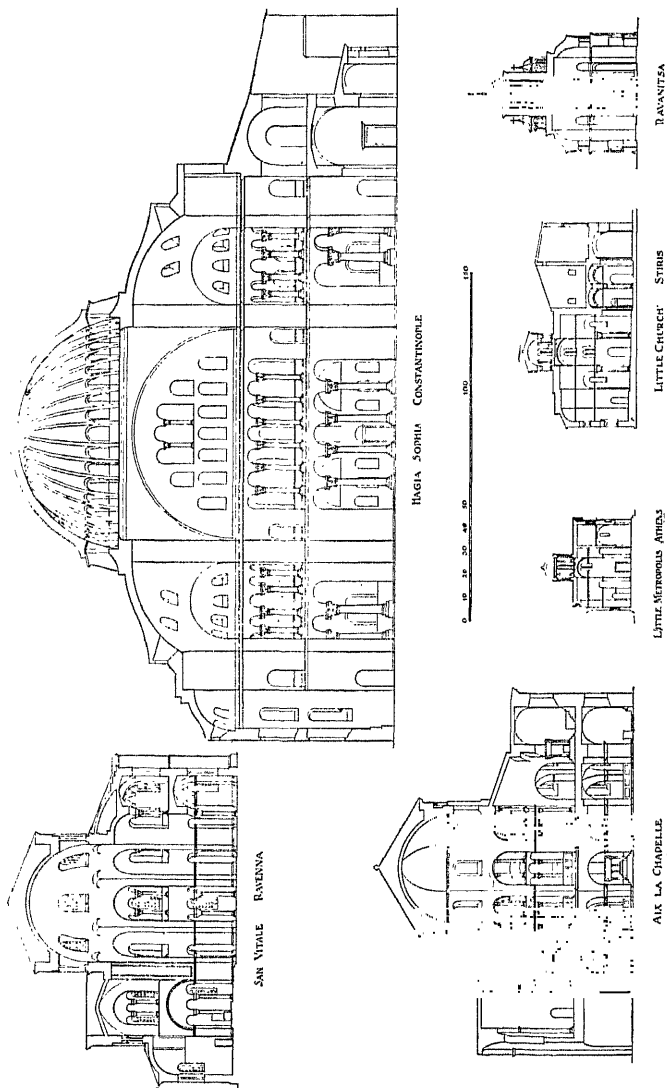 SAN VITALE RAVENNA
HAGIA SOPHIA CONSTANTINOPLE
AIX LA CHAPELLE
0 10 20 30 40 50 100 150
LITTLE METROPOLIS ATHENS
LITTLE CHURCH STIRIS
RAVANITSA